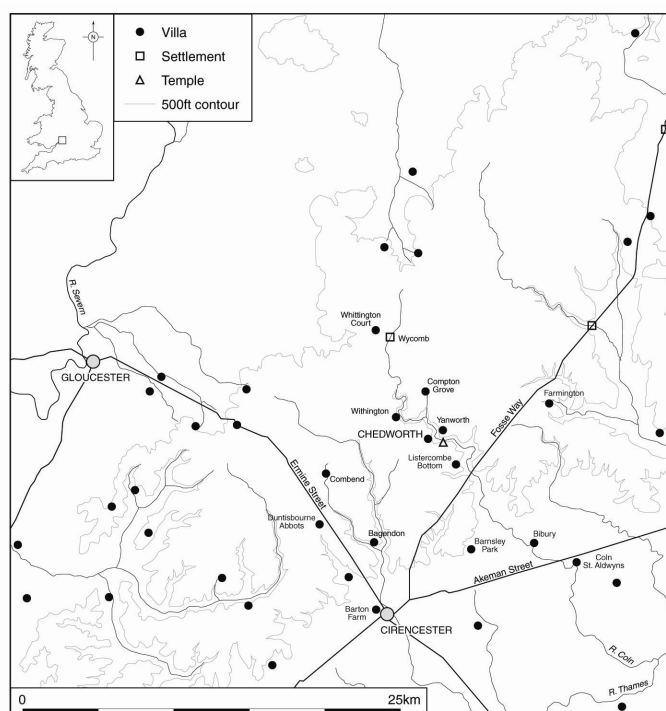 N
Villa
Settlement
Temple
500ft contour
R. Severn
Whittington
Court
Wycomb
GLOUCESTER
Compton
Grove
Farmington
Withington
Yanworth
Fosse Way
CHEDWORTH
Listercombe
Bottom
Ermine Street
Combend
Duntisbourne
Abbots
Bagendon
Barnsley
Park
Bibury
Coln
St. Aldwyns
Akeman Street
Barton
Farm
CIRENCESTER
R. Coln
R. Thames
0
25km